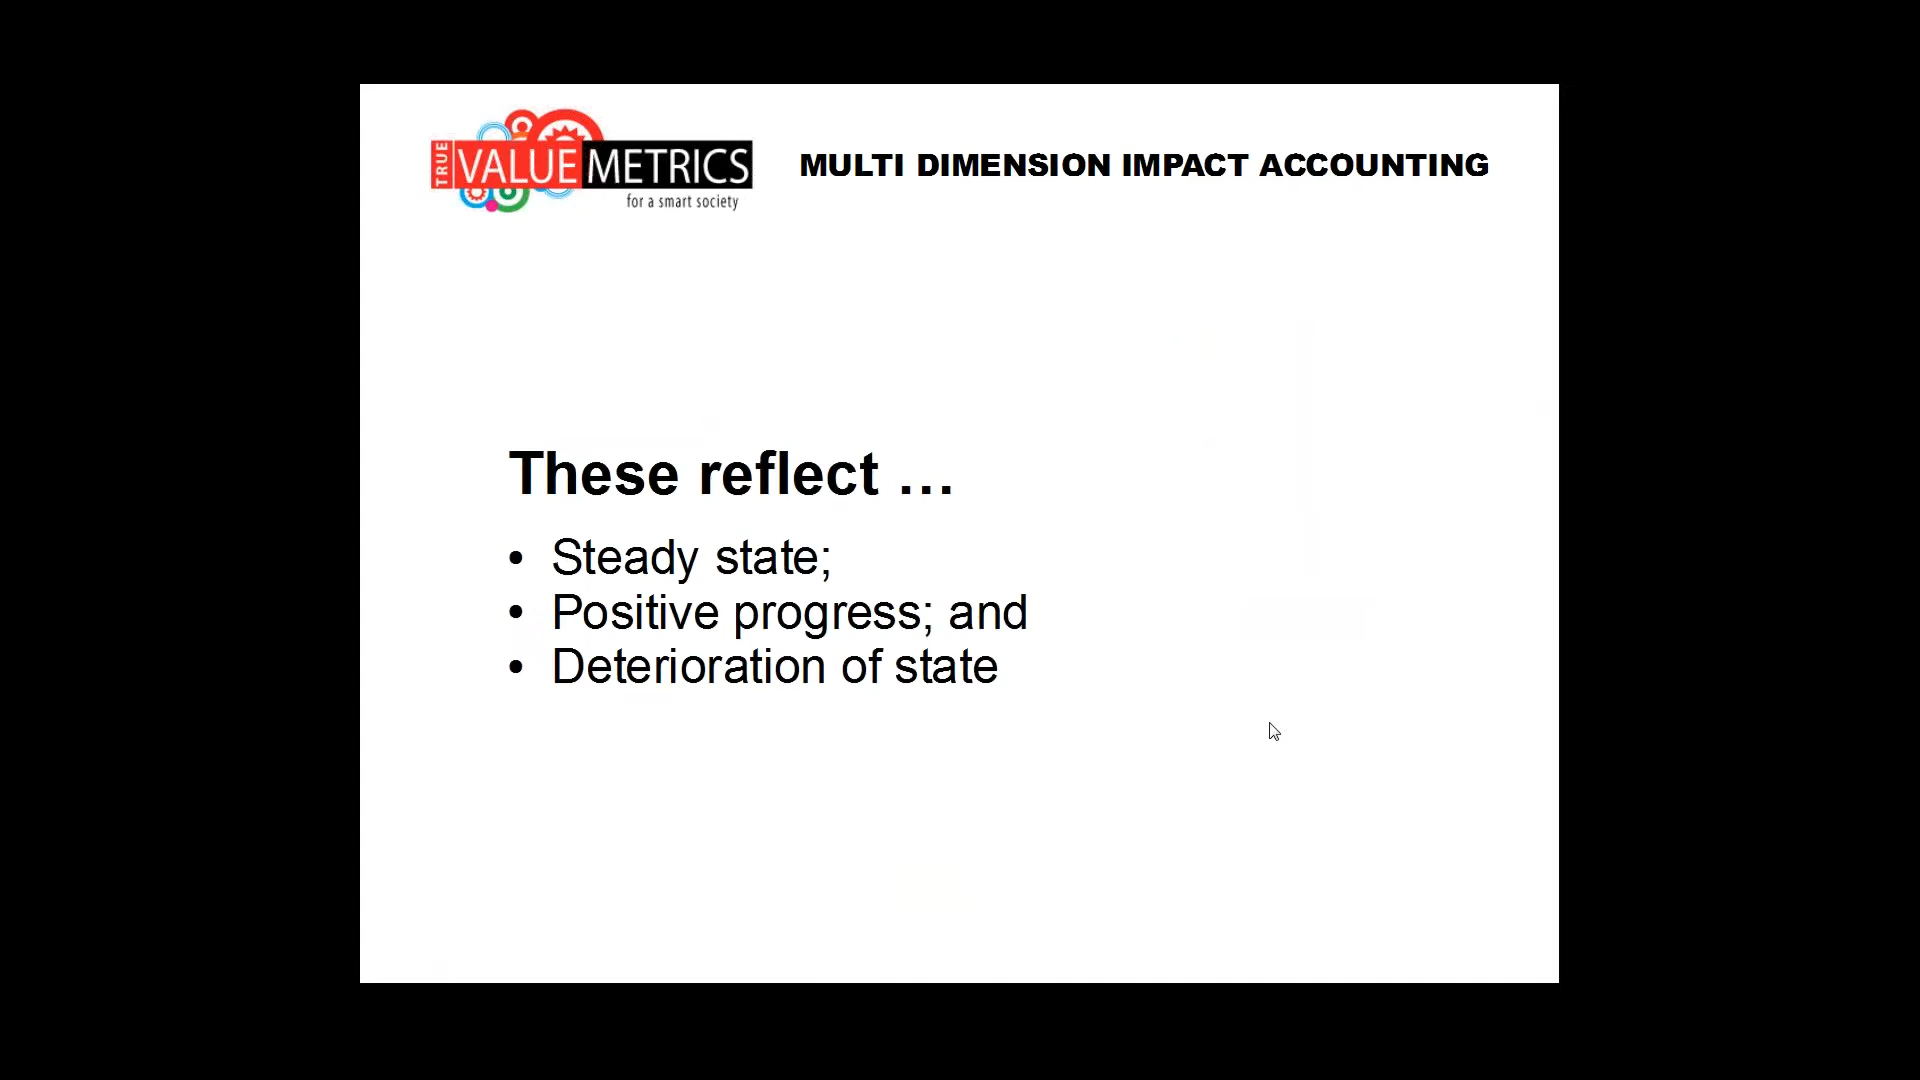 TRUE VALUE METRICS
for a smart society
MULTI DIMENSION IMPACT ACCOUNTING
These reflect …
• Steady state;
• Positive progress; and
• Deterioration of state